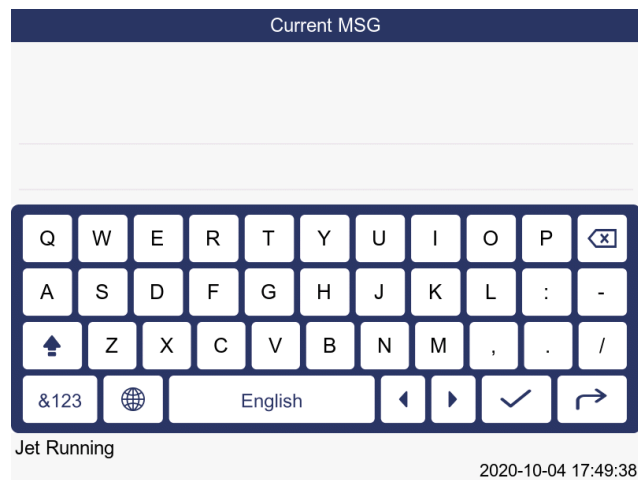 Current MSG
Q W E R T Y U I O P
A S D F G H J K L : -
Z X C V B N M , . /
&123 English
Jet Running
2020-10-04 17:49:38